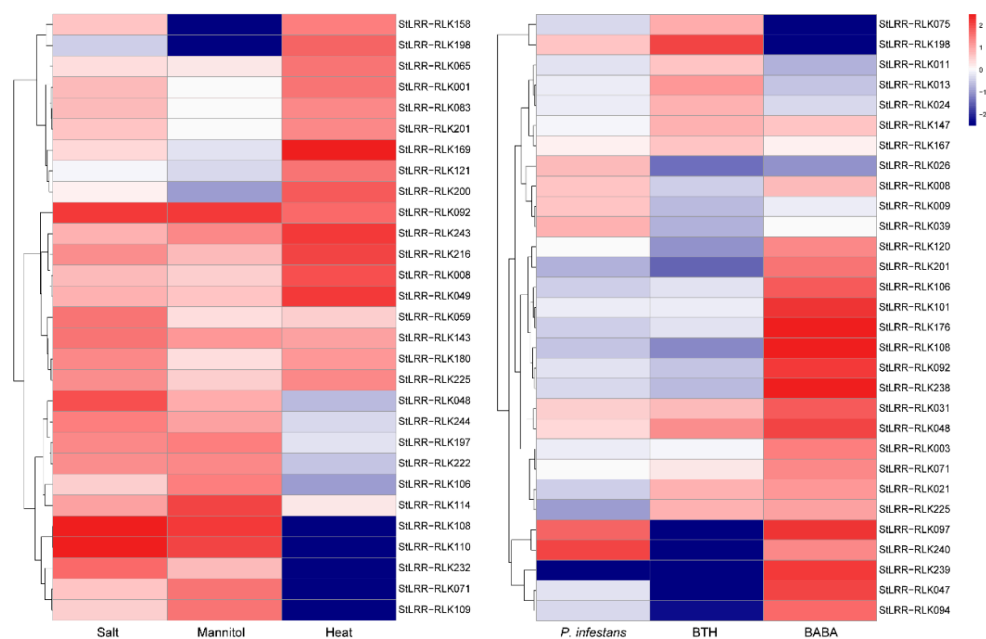 StLRR-RLK158
StLRR-RLK198
StLRR-RLK065
StLRR-RLK001
StLRR-RLK083
StLRR-RLK201
StLRR-RLK169
StLRR-RLK121
StLRR-RLK200
StLRR-RLK092
StLRR-RLK243
StLRR-RLK216
StLRR-RLK008
StLRR-RLK049
StLRR-RLK059
StLRR-RLK143
StLRR-RLK180
StLRR-RLK225
StLRR-RLK048
StLRR-RLK244
StLRR-RLK197
StLRR-RLK222
StLRR-RLK106
StLRR-RLK114
StLRR-RLK108
StLRR-RLK110
StLRR-RLK232
StLRR-RLK071
StLRR-RLK109
Salt Mannitol Heat
StLRR-RLK075
StLRR-RLK198
StLRR-RLK011
StLRR-RLK013
StLRR-RLK024
StLRR-RLK147
StLRR-RLK167
StLRR-RLK026
StLRR-RLK008
StLRR-RLK009
StLRR-RLK039
StLRR-RLK120
StLRR-RLK201
StLRR-RLK106
StLRR-RLK101
StLRR-RLK176
StLRR-RLK108
StLRR-RLK092
StLRR-RLK238
StLRR-RLK031
StLRR-RLK048
StLRR-RLK003
StLRR-RLK071
StLRR-RLK021
StLRR-RLK225
StLRR-RLK097
StLRR-RLK240
StLRR-RLK239
StLRR-RLK047
StLRR-RLK094
P. infestans BTH BABA
2
1
0
-1
-2